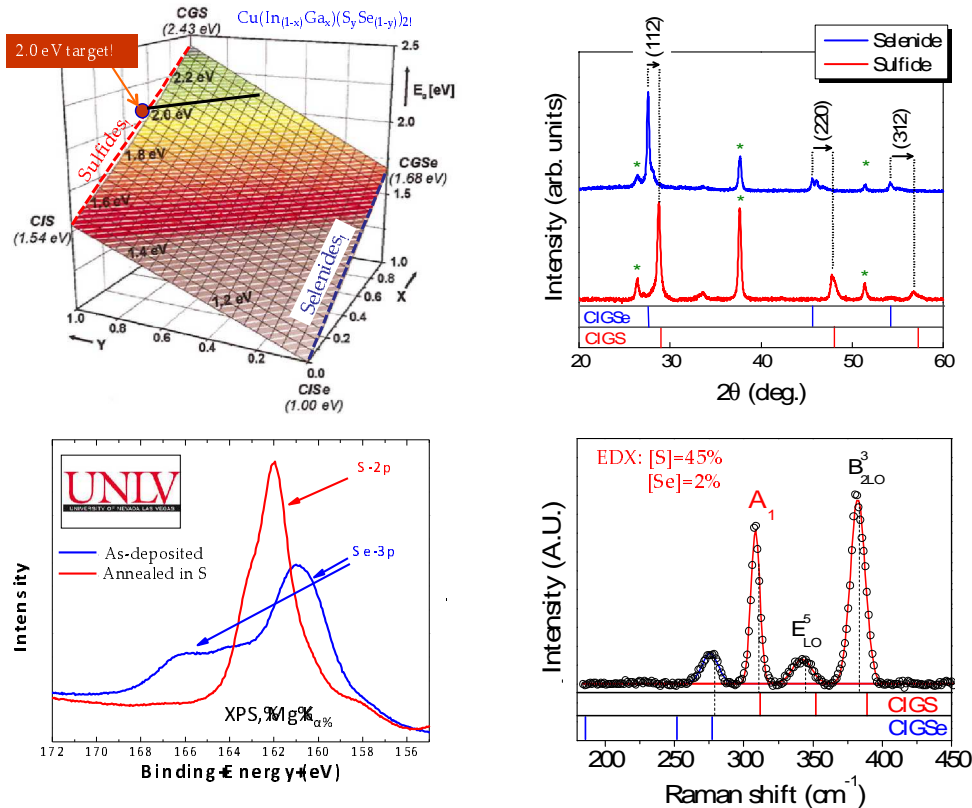 CGS
(2.43 eV)
Cu(In(1-x)Gax)(SySe(1-y))2!
2.0 eV target!
2.5
2.2 eV
Eg [eV]
2.0 eV
2.0
Sulfides!
1.8 eV
CGSe
(1.68 eV)
1.5
1.6 eV
CIS
(1.54 eV)
1.4 eV
Selenides!
1.0
0.8
X
0.6
1.2 eV
0.4
1.0
0.8
0.2
Y
0.6
0.4
0.2
0.0
CISe
(1.00 eV)
(112)
Selenide
Sulfide
(220)
(312)
*
*
*
*
*
*
Intensity (arb. units)
CIGSe
CIGS
20 30 40 50 60
2θ (deg.)
UNLV
UNIVERSITY OF NEVADA LAS VEGAS
S-2p
As-deposited
Annealed in S
Se-3p
Intensity
XPS,%Mg%Kα%
172 170 168 166 164 162 160 158 156
Binding+Energy+(eV)
EDX: [S]=45%
[Se]=2%
A1
B32LO
E5LO
Intensity (A.U.)
CIGS
CIGSe
200 250 300 350 400 450
Raman shift (cm-1)